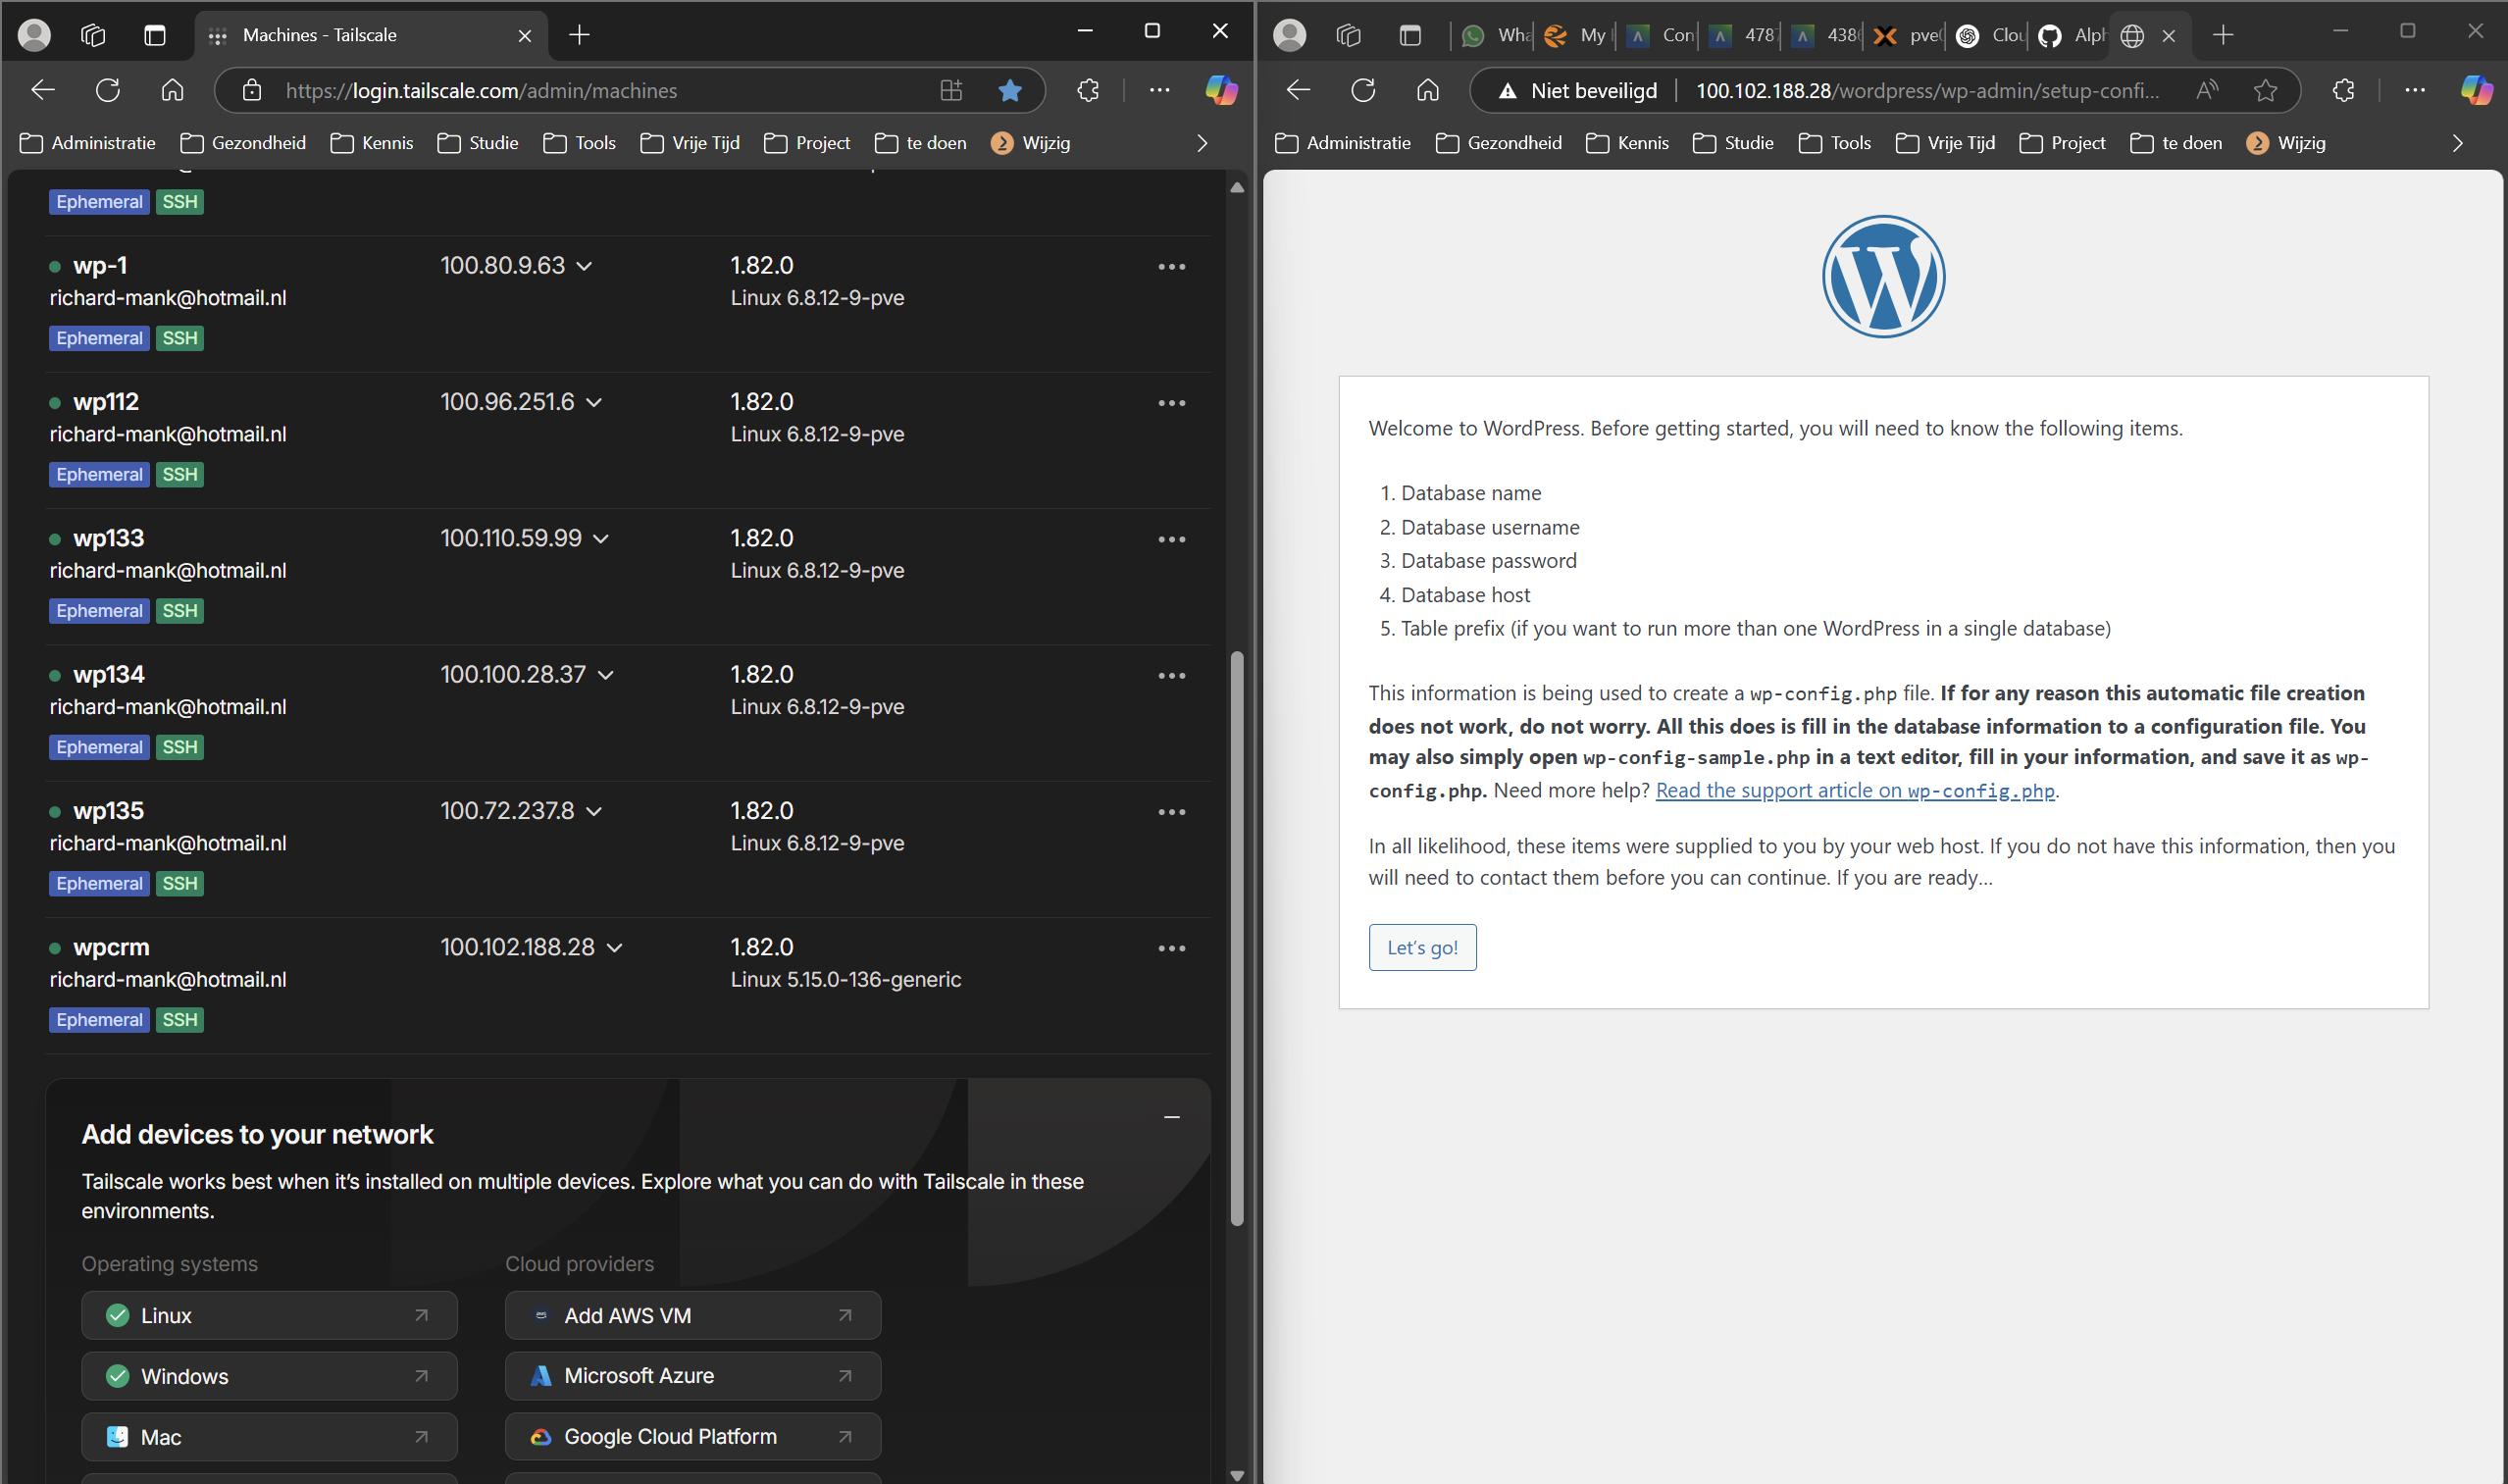 Machines - Tailscale
https://login.tailscale.com/admin/machines
Administratie
Gezondheid
Kennis
Studie
Tools
Vrije Tijd
Project
te doen
Wijzig
Ephemeral SSH
wp-1 100.80.9.63 1.82.0
richard-mank@hotmail.nl Linux 6.8.12-9-pve
Ephemeral SSH
wp112 100.96.251.6 1.82.0
richard-mank@hotmail.nl Linux 6.8.12-9-pve
Ephemeral SSH
wp133 100.110.59.99 1.82.0
richard-mank@hotmail.nl Linux 6.8.12-9-pve
Ephemeral SSH
wp134 100.100.28.37 1.82.0
richard-mank@hotmail.nl Linux 6.8.12-9-pve
Ephemeral SSH
wp135 100.72.237.8 1.82.0
richard-mank@hotmail.nl Linux 6.8.12-9-pve
Ephemeral SSH
wpcrm 100.102.188.28 1.82.0
richard-mank@hotmail.nl Linux 5.15.0-136-generic
Ephemeral SSH
Add devices to your network
Tailscale works best when it's installed on multiple devices. Explore what you can do with Tailscale in these
environments.
Operating systems Cloud providers
Linux Add AWS VM
Windows Microsoft Azure
Mac Google Cloud Platform
Wha My Con 478 438 pve Clou Alph
Niet beveiligd 100.102.188.28/wordpress/wp-admin/setup-confi...
Administratie
Gezondheid
Kennis
Studie
Tools
Vrije Tijd
Project
te doen
Wijzig
Welcome to WordPress. Before getting started, you will need to know the following items.
1. Database name
2. Database username
3. Database password
4. Database host
5. Table prefix (if you want to run more than one WordPress in a single database)
This information is being used to create a wp-config.php file. If for any reason this automatic file creation
does not work, do not worry. All this does is fill in the database information to a configuration file. You
may also simply open wp-config-sample.php in a text editor, fill in your information, and save it as wp-
config.php. Need more help? Read the support article on wp-config.php.
In all likelihood, these items were supplied to you by your web host. If you do not have this information, then you
will need to contact them before you can continue. If you are ready...
Let's go!